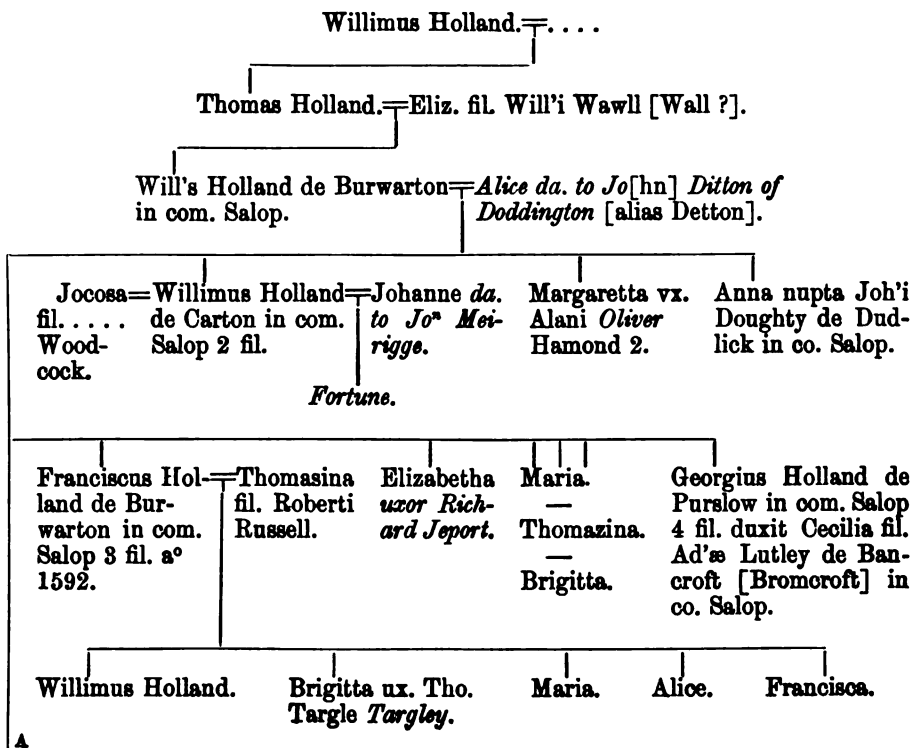 Willimus Holland.=. . . .
Thomas Holland.=Eliz. fil. Will'i Wawll [Wall ?].
Will's Holland de Burwarton
in com. Salop.
=Alice da. to Jo[hn] Ditton of
Doddington [alias Detton].
Jocosa
fil. . . . .
Wood-
cock.
=Willimus Holland
de Carton in com.
Salop 2 fil.
=Johanne da.
to Joⁿ Mei-
rigge.
Margaretta vx.
Alani Oliver
Hamond 2.
Anna nupta Joh'i
Doughty de Dud-
lick in co. Salop.
Fortune.
Franciscus Hol-
land de Bur-
warton in com.
Salop 3 fil. aº
1592.
=Thomasina
fil. Roberti
Russell.
Elizabetha
uxor Rich-
ard Jeport.
Maria.
—
Thomazina.
—
Brigitta.
Georgius Holland de
Purslow in com. Salop
4 fil. duxit Cecilia fil.
Ad'æ Lutley de Ban-
croft [Bromcroft] in
co. Salop.
Willimus Holland.
Brigitta ux. Tho.
Targle Targley.
Maria.
Alice.
Francisca.
A